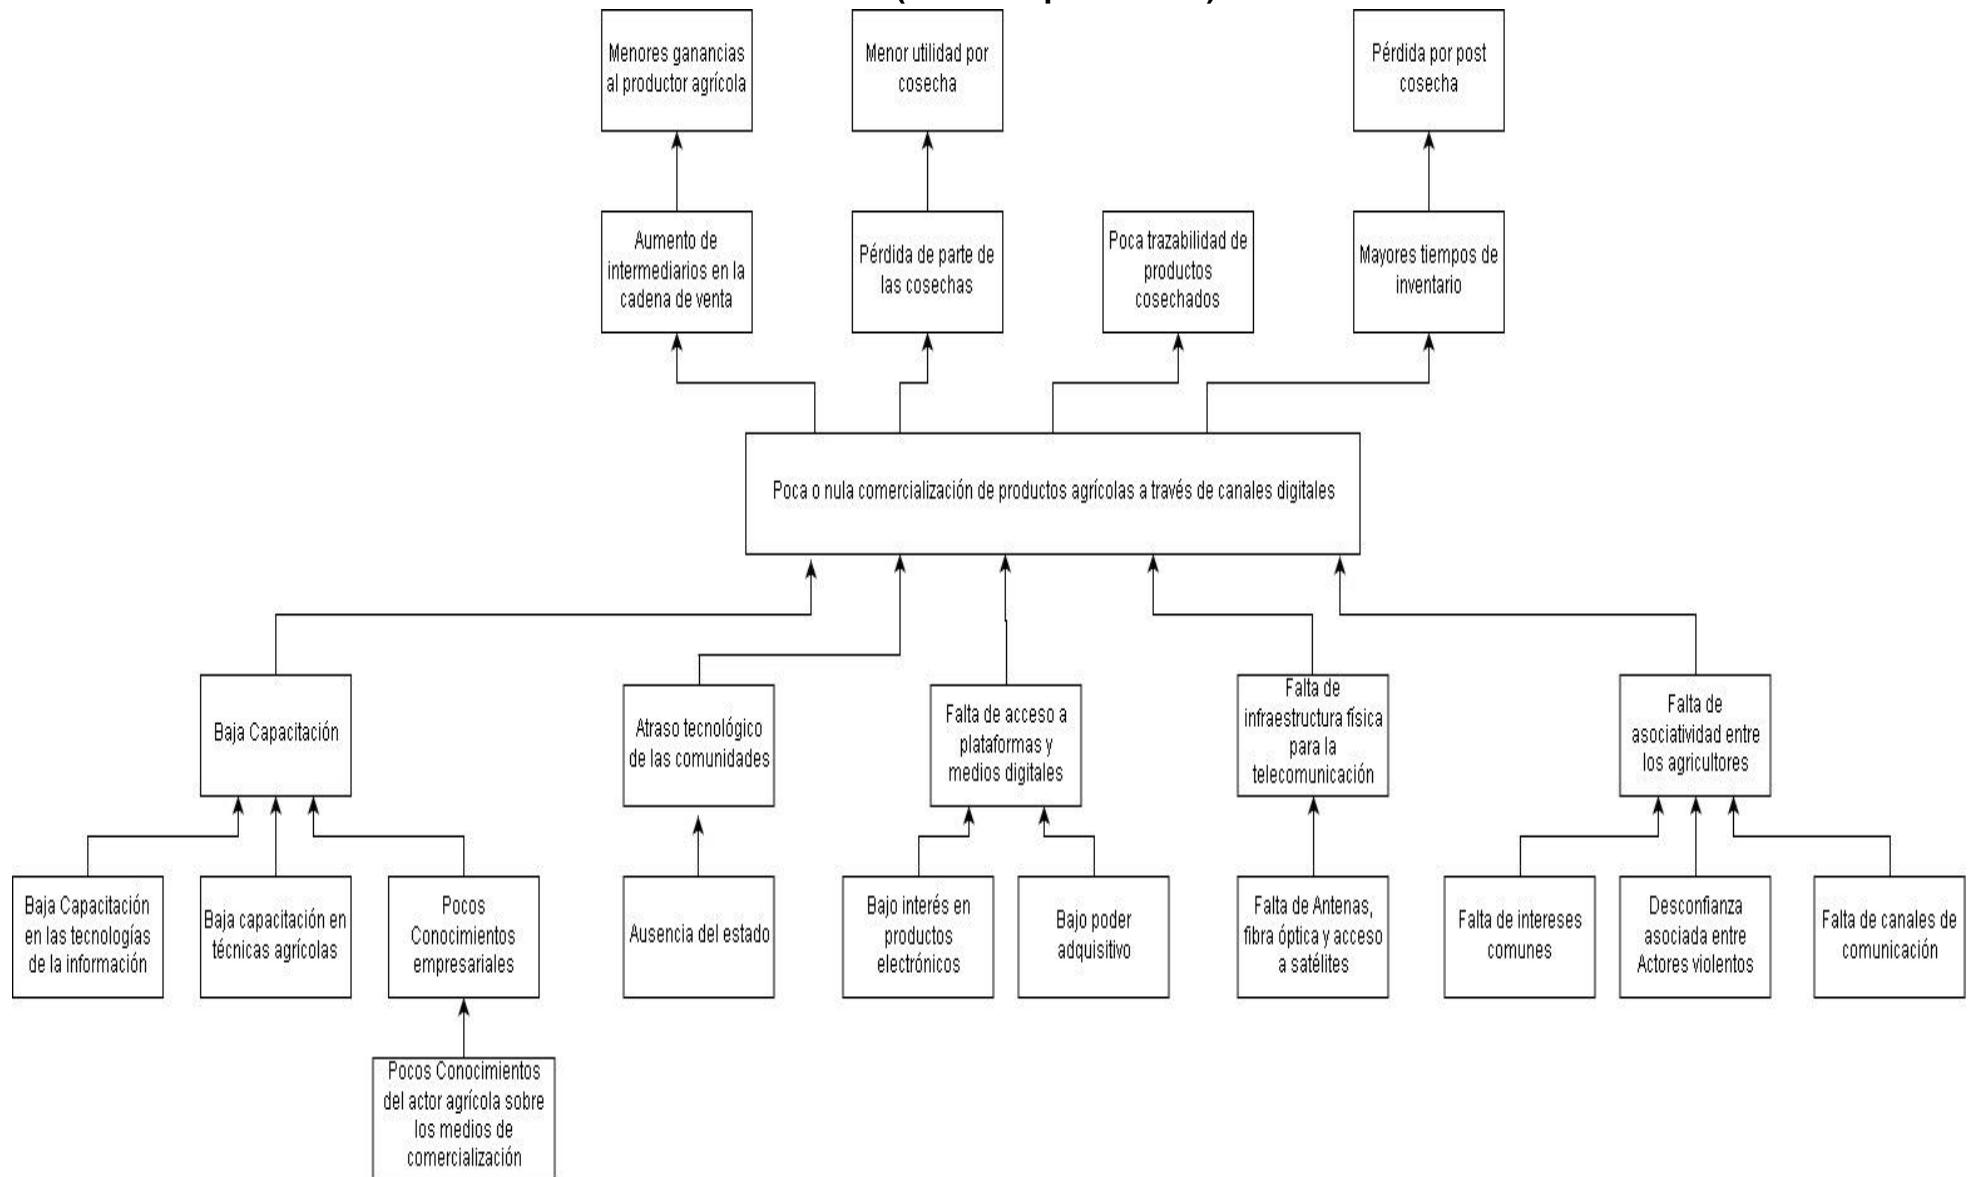 Menores ganancias
al productor agrícola
Menor utilidad por
cosecha
Pérdida por post
cosecha
Aumento de
intermediarios en la
cadena de venta
Pérdida de parte de
las cosechas
Poca trazabilidad de
productos
cosechados
Mayores tiempos de
inventario
Poca o nula comercialización de productos agrícolas a través de canales digitales
Baja Capacitación
Atraso tecnológico
de las comunidades
Falta de acceso a
plataformas y
medios digitales
Falta de
infraestructura física
para la
telecomunicación
Falta de
asociatividad entre
los agricultores
Baja Capacitación
en las tecnologías
de la información
Baja capacitación en
técnicas agrícolas
Pocos
Conocimientos
empresariales
Ausencia del estado
Bajo interés en
productos
electrónicos
Bajo poder
adquisitivo
Falta de Antenas,
fibra óptica y acceso
a satélites
Falta de intereses
comunes
Desconfianza
asociada entre
Actores violentos
Falta de canales de
comunicación
Pocos Conocimientos
del actor agrícola sobre
los medios de
comercialización